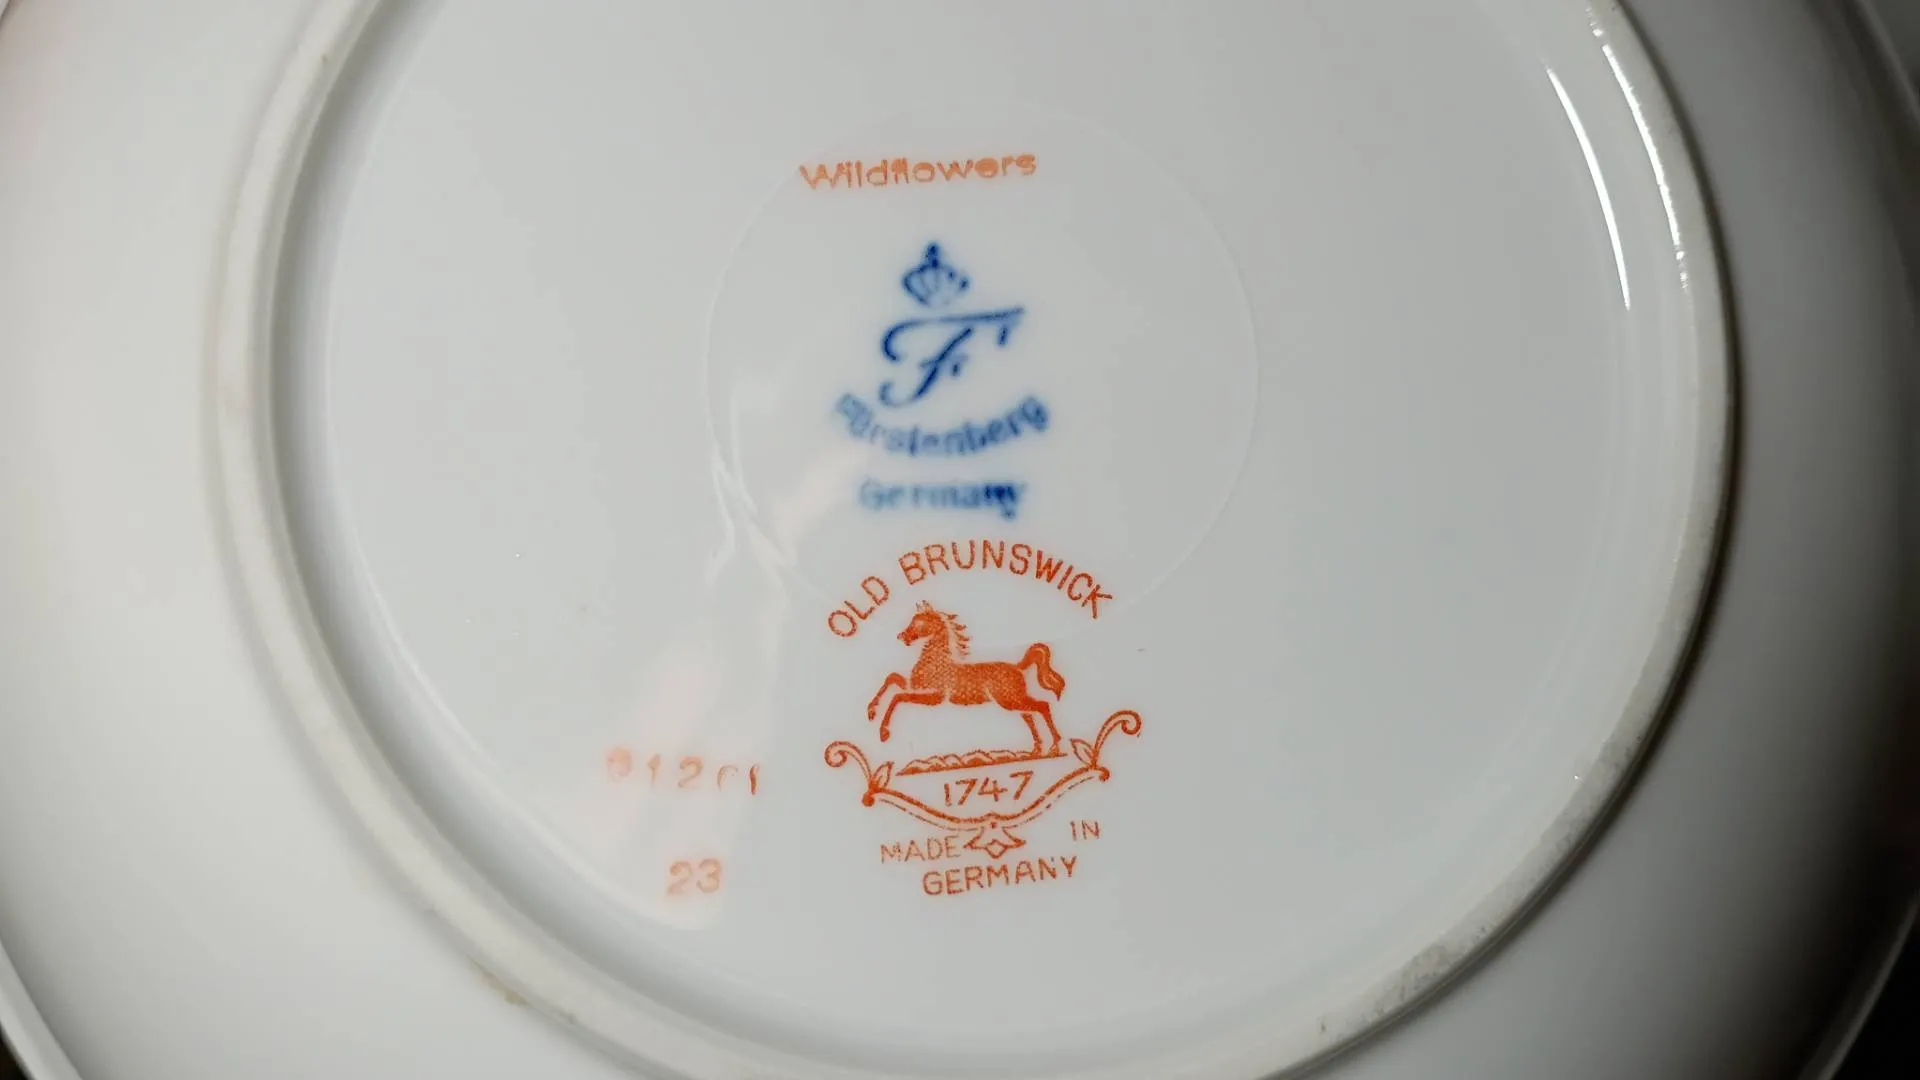 Wildflowers
F
Fürstenberg
Germany
OLD BRUNSWICK
1747
MADE IN
GERMANY
23